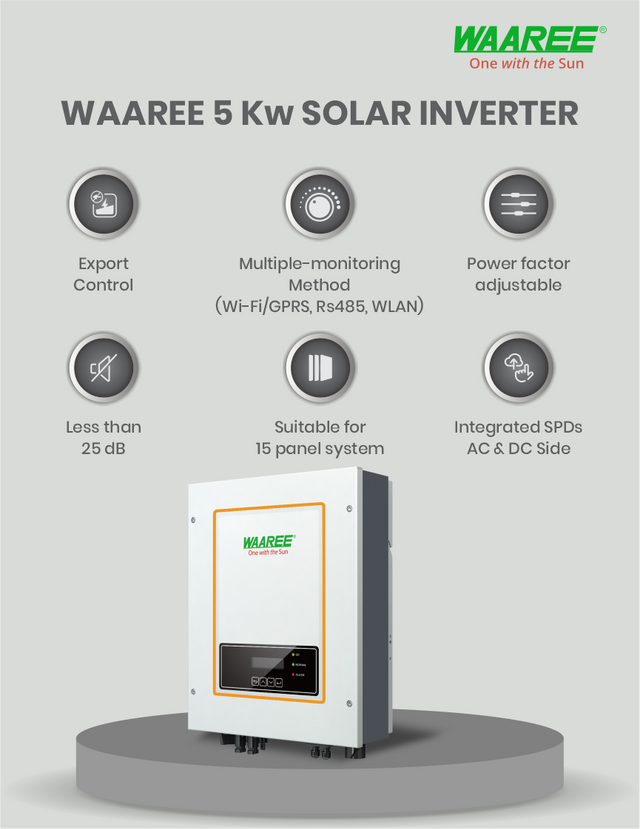 WAAREE®
One with the Sun
WAAREE 5 Kw SOLAR INVERTER
Export
Control
Multiple-monitoring
Method
(Wi-Fi/GPRS, Rs485, WLAN)
Power factor
adjustable
Less than
25 dB
Suitable for
15 panel system
Integrated SPDs
AC & DC Side
WAAREE®
One with the Sun